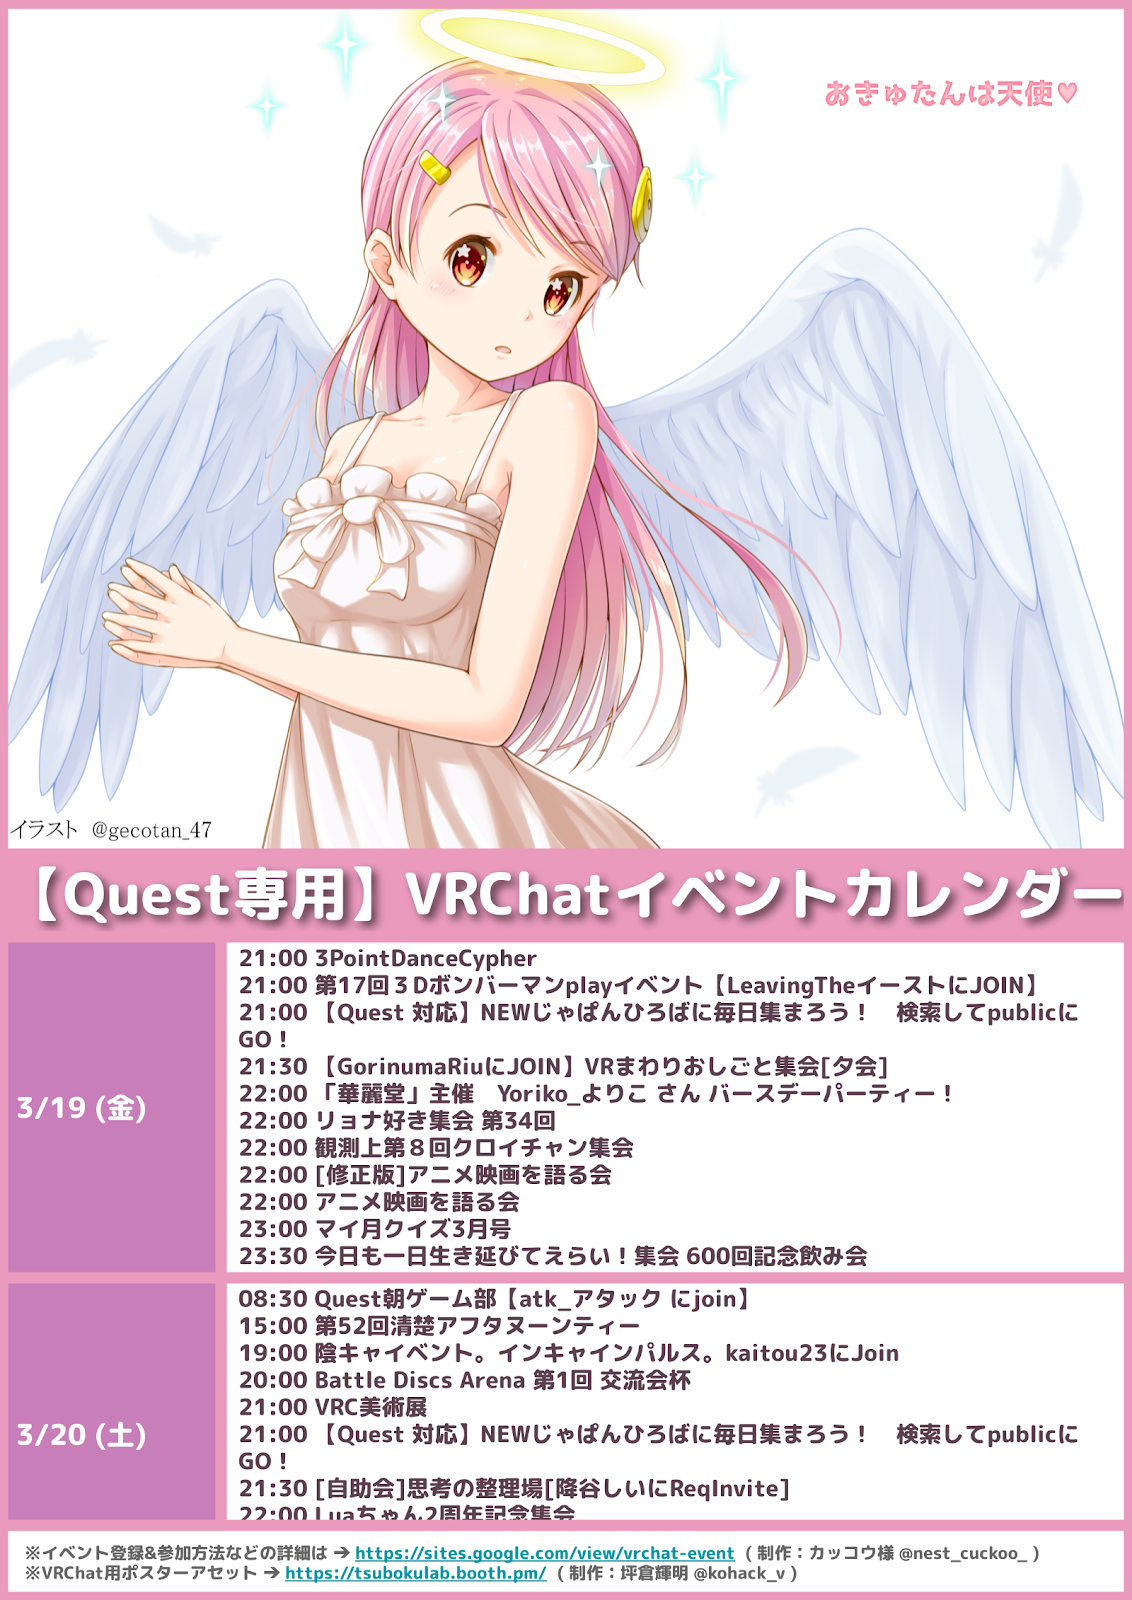 おきゅたんは天使♥
イラスト @gecotan_47
【Quest専用】VRChatイベントカレンダー
3/19 (金)
21:00 3PointDanceCypher
21:00 第17回３Dボンバーマンplayイベント【LeavingTheイーストにJOIN】
21:00 【Quest 対応】NEWじゃぱんひろばに毎日集まろう！　検索してpublicに
GO！
21:30 【GorinumaRiuにJOIN】VRまわりおしごと集会[夕会]
22:00 「華麗堂」主催　Yoriko_よりこ さん バースデーパーティー！
22:00 リョナ好き集会 第34回
22:00 観測上第８回クロイチャン集会
22:00 [修正版]アニメ映画を語る会
22:00 アニメ映画を語る会
23:00 マイ月クイズ3月号
23:30 今日も一日生き延びてえらい！集会 600回記念飲み会
3/20 (土)
08:30 Quest朝ゲーム部【atk_アタック にjoin】
15:00 第52回清楚アフタヌーンティー
19:00 陰キャイベント。インキャインパルス。kaitou23にJoin
20:00 Battle Discs Arena 第1回 交流会杯
21:00 VRC美術展
21:00 【Quest 対応】NEWじゃぱんひろばに毎日集まろう！　検索してpublicに
GO！
21:30 [自助会]思考の整理場[降谷しいにReqInvite]
22:00 Luaちゃん2周年記念集会
※イベント登録&参加方法などの詳細は → https://sites.google.com/view/vrchat-event ( 制作：カッコウ様 @nest_cuckoo_ )
※VRChat用ポスターアセット → https://tsubokulab.booth.pm/ ( 制作：坪倉輝明 @kohack_v )